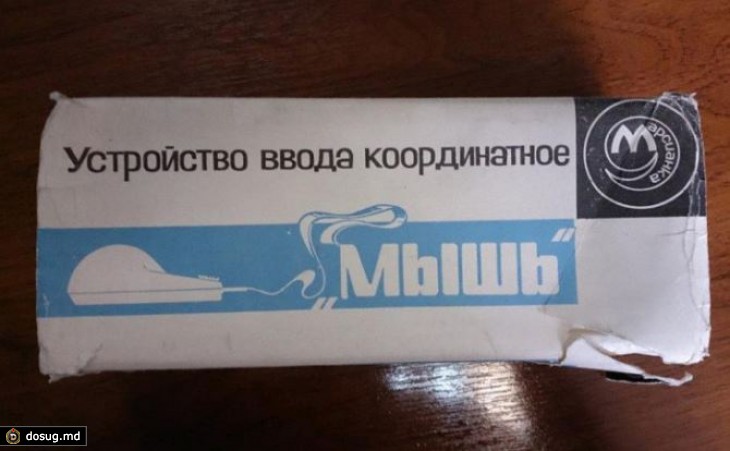 Устройство ввода координатное
Марсианка
„Мышь"
dosug.md